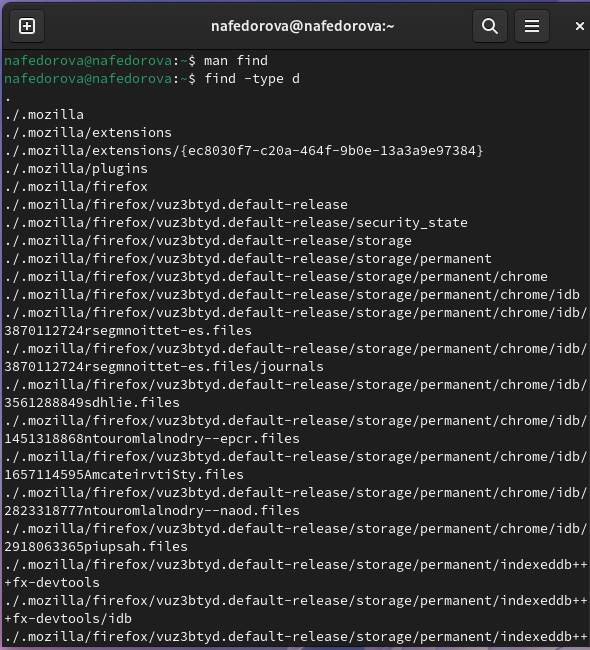 nafedorova@nafedorova:~
nafedorova@nafedorova:~$ man find
nafedorova@nafedorova:~$ find -type d
.
./.mozilla
./.mozilla/extensions
./.mozilla/extensions/{ec8030f7-c20a-464f-9b0e-13a3a9e97384}
./.mozilla/plugins
./.mozilla/firefox
./.mozilla/firefox/vuz3btyd.default-release
./.mozilla/firefox/vuz3btyd.default-release/security_state
./.mozilla/firefox/vuz3btyd.default-release/storage
./.mozilla/firefox/vuz3btyd.default-release/storage/permanent
./.mozilla/firefox/vuz3btyd.default-release/storage/permanent/chrome
./.mozilla/firefox/vuz3btyd.default-release/storage/permanent/chrome/idb
./.mozilla/firefox/vuz3btyd.default-release/storage/permanent/chrome/idb/
3870112724rsegmnoittet-es.files
./.mozilla/firefox/vuz3btyd.default-release/storage/permanent/chrome/idb/
3870112724rsegmnoittet-es.files/journals
./.mozilla/firefox/vuz3btyd.default-release/storage/permanent/chrome/idb/
3561288849sdhlie.files
./.mozilla/firefox/vuz3btyd.default-release/storage/permanent/chrome/idb/
1451318868ntouromlalnodry--epcr.files
./.mozilla/firefox/vuz3btyd.default-release/storage/permanent/chrome/idb/
1657114595AmcateirvtiSty.files
./.mozilla/firefox/vuz3btyd.default-release/storage/permanent/chrome/idb/
2823318777ntouromlalnodry--naod.files
./.mozilla/firefox/vuz3btyd.default-release/storage/permanent/chrome/idb/
2918063365piupsah.files
./.mozilla/firefox/vuz3btyd.default-release/storage/permanent/indexeddb++
+fx-devtools
./.mozilla/firefox/vuz3btyd.default-release/storage/permanent/indexeddb++
+fx-devtools/idb
./.mozilla/firefox/vuz3btyd.default-release/storage/permanent/indexeddb++